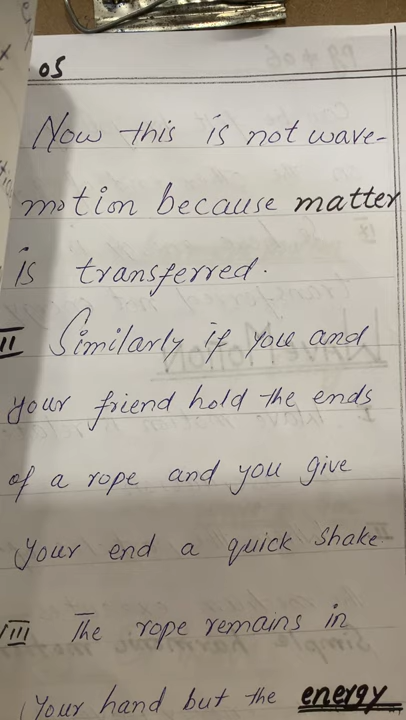 05
Now this is not wave-
motion because matter
is transferred.
II Similarly if you and
your friend hold the ends
of a rope and you give
your end a quick shake
III The rope remains in
your hand but the energy